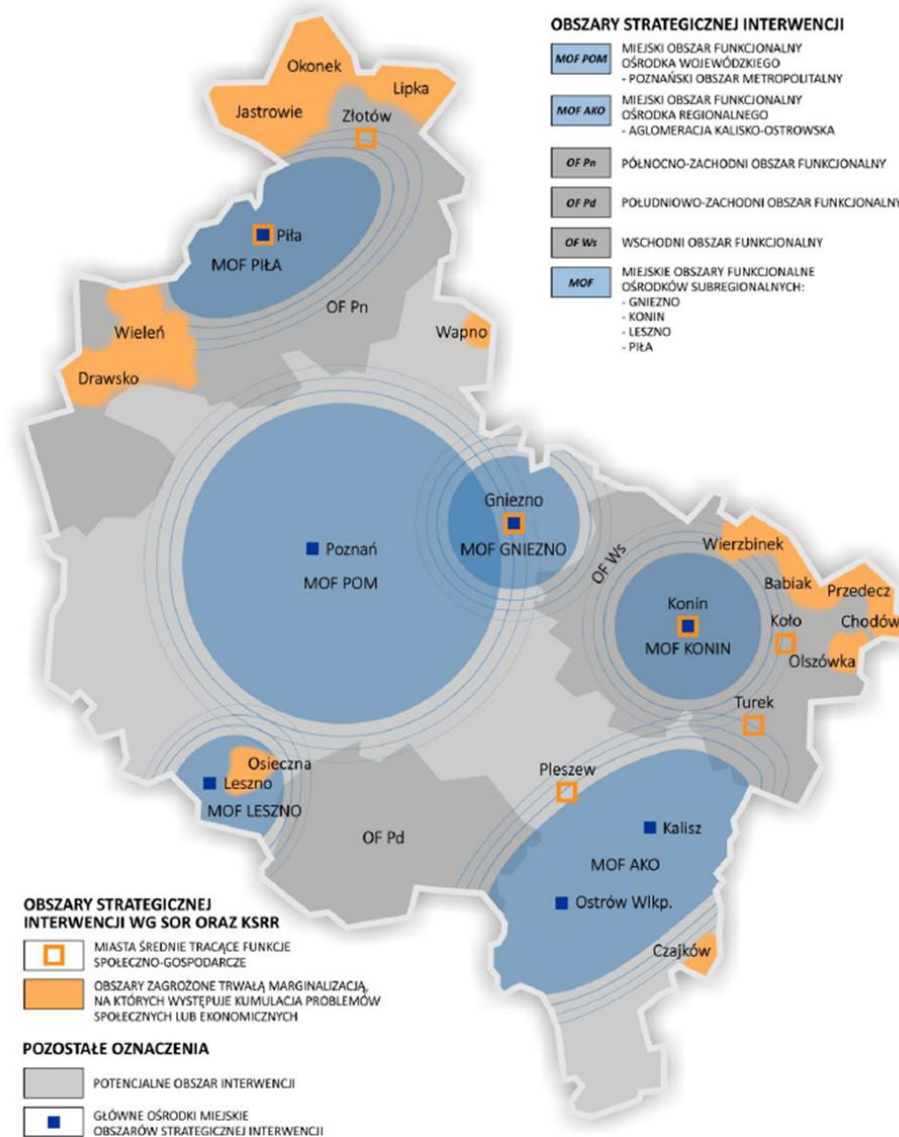 OBSZARY STRATEGICZNEJ INTERWENCJI
MOF POM
MIEJSKI OBSZAR FUNKCJONALNY
OŚRODKA WOJEWÓDZKIEGO
- POZNAŃSKI OBSZAR METROPOLITALNY
MOF AKO
MIEJSKI OBSZAR FUNKCJONALNY
OŚRODKA REGIONALNEGO
- AGLOMERACJA KALISKO-OSTROWSKA
OF Pn
PÓŁNOCNO-ZACHODNI OBSZAR FUNKCJONALNY
OF Pd
POŁUDNIOWO-ZACHODNI OBSZAR FUNKCJONALNY
OF Ws
WSCHODNI OBSZAR FUNKCJONALNY
MOF
MIEJSKIE OBSZARY FUNKCJONALNE
OŚRODKÓW SUBREGIONALNYCH:
- GNIEZNO
- KONIN
- LESZNO
- PIŁA
Okonek
Lipka
Jastrowie
Złotów
Piła
MOF PIŁA
OF Pn
Wieleń
Wapno
Drawsko
Gniezno
MOF GNIEZNO
Poznań
MOF POM
OF Ws
Wierzbinek
Babiak
Przedecz
Konin
MOF KONIN
Koło
Chodów
Olszówka
Turek
Osieczna
Leszno
MOF LESZNO
Pleszew
OF Pd
Kalisz
MOF AKO
Ostrów Wlkp.
Czajków
OBSZARY STRATEGICZNEJ
INTERWENCJI WG SOR ORAZ KSRR
MIASTA ŚREDNIE TRACĄCE FUNKCJE
SPOŁECZNO-GOSPODARCZE
OBSZARY ZAGROŻONE TRWAŁĄ MARGINALIZACJĄ,
NA KTÓRYCH WYSTĘPUJE KUMULACJA PROBLEMÓW
SPOŁECZNYCH LUB EKONOMICZNYCH
POZOSTAŁE OZNACZENIA
POTENCJALNE OBSZAR INTERWENCJI
GŁÓWNE OŚRODKI MIEJSKIE
OBSZARÓW STRATEGICZNEJ INTERWENCJI